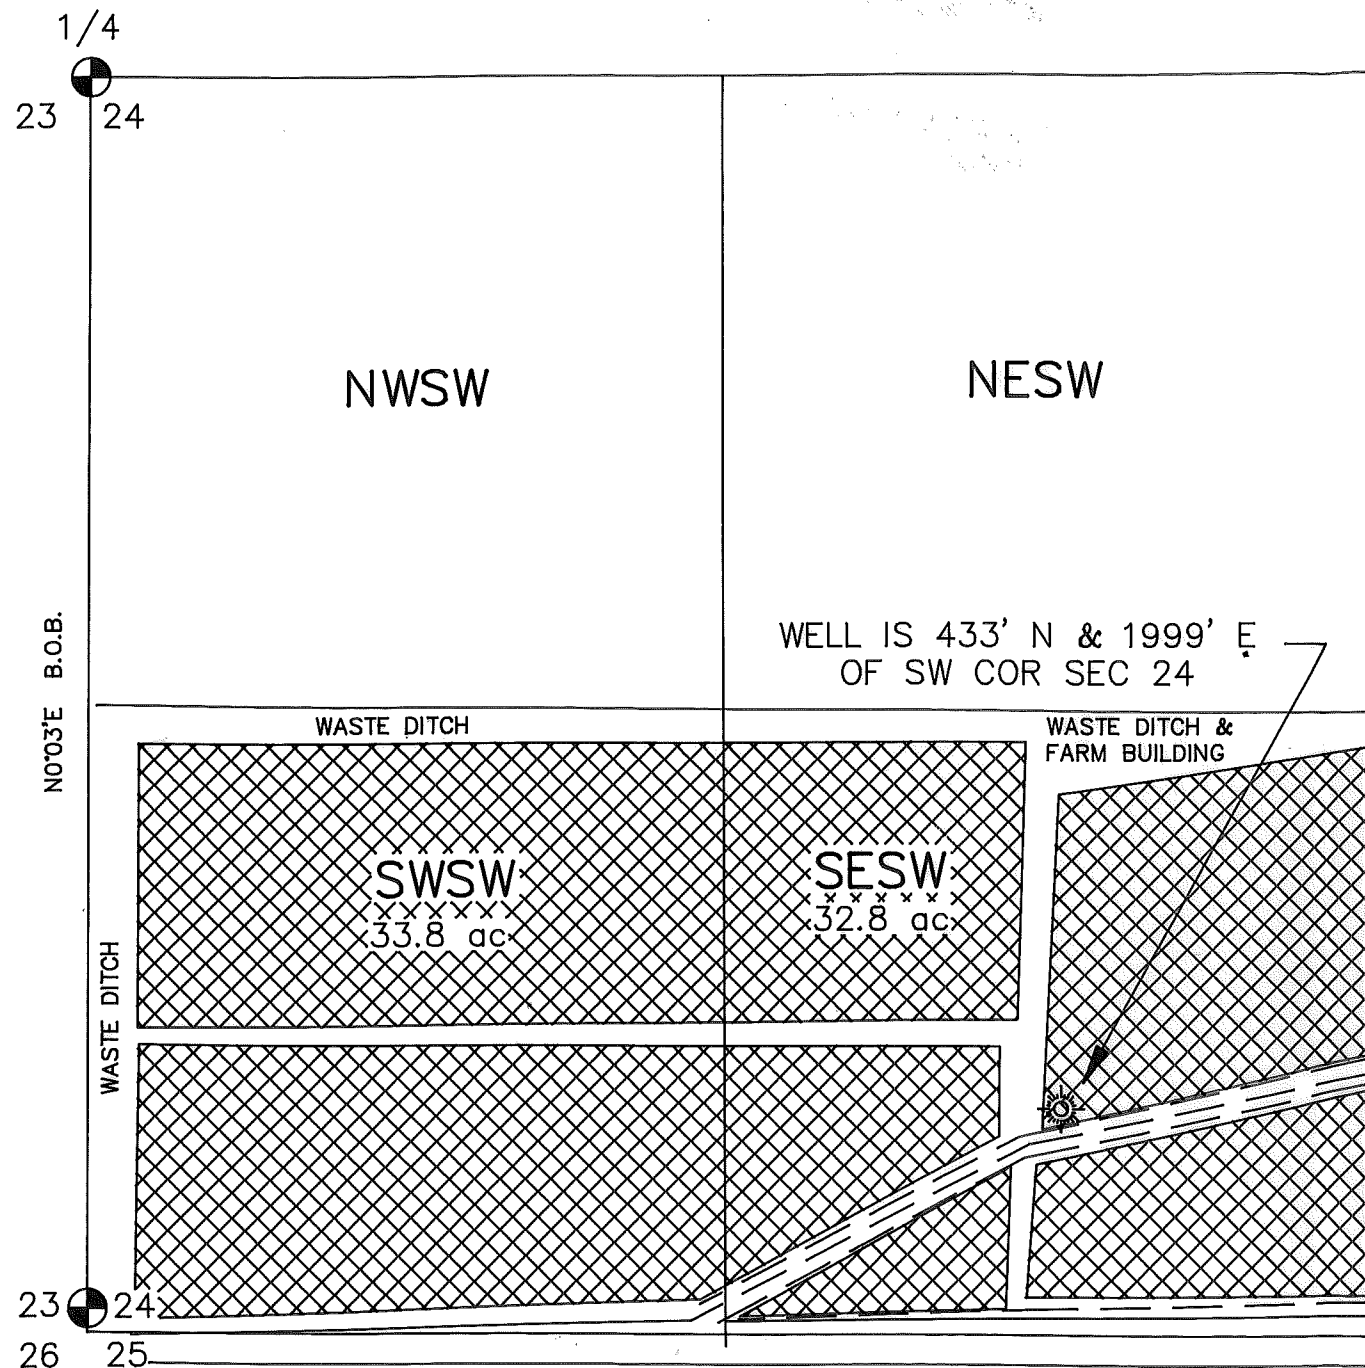 1/4
23 24
NWSW
NESW
N0°03'E B.O.B.
WELL IS 433' N & 1999' E
OF SW COR SEC 24
WASTE DITCH
WASTE DITCH &
FARM BUILDING
SWSW
33.8 ac
SESW
32.8 ac
WASTE DITCH
23 24
26 25